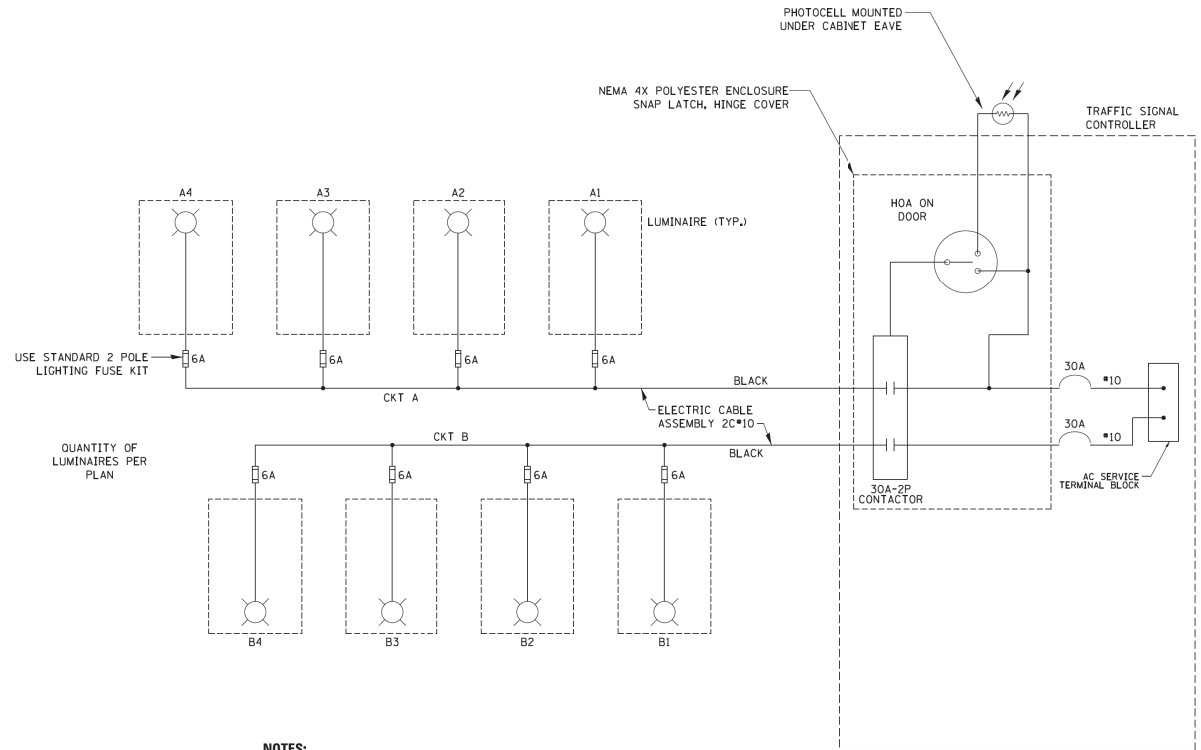 PHOTOCELL MOUNTED
UNDER CABINET EAVE
NEMA 4X POLYESTER ENCLOSURE
SNAP LATCH, HINGE COVER
TRAFFIC SIGNAL
CONTROLLER
A4
A3
A2
A1
HOA ON
DOOR
LUMINAIRE (TYP.)
USE STANDARD 2 POLE
LIGHTING FUSE KIT
6A
6A
6A
6A
30A
#10
BLACK
CKT A
ELECTRIC CABLE
ASSEMBLY 2C#10
QUANTITY OF
LUMINAIRES PER
PLAN
CKT B
BLACK
30A
#10
6A
6A
6A
6A
30A-2P
CONTACTOR
AC SERVICE
TERMINAL BLOCK
B4
B3
B2
B1
NOTES: